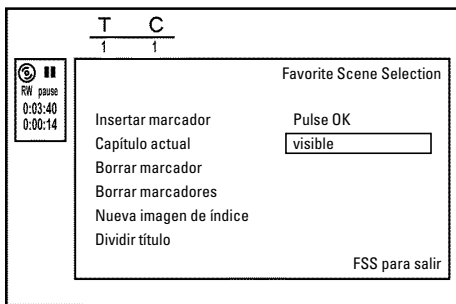 T C
1 1
RW pause
0:03:40
0:00:14
Favorite Scene Selection
Insertar marcador Pulse OK
Capítulo actual visible
Borrar marcador
Borrar marcadores
Nueva imagen de índice
Dividir título
FSS para salir